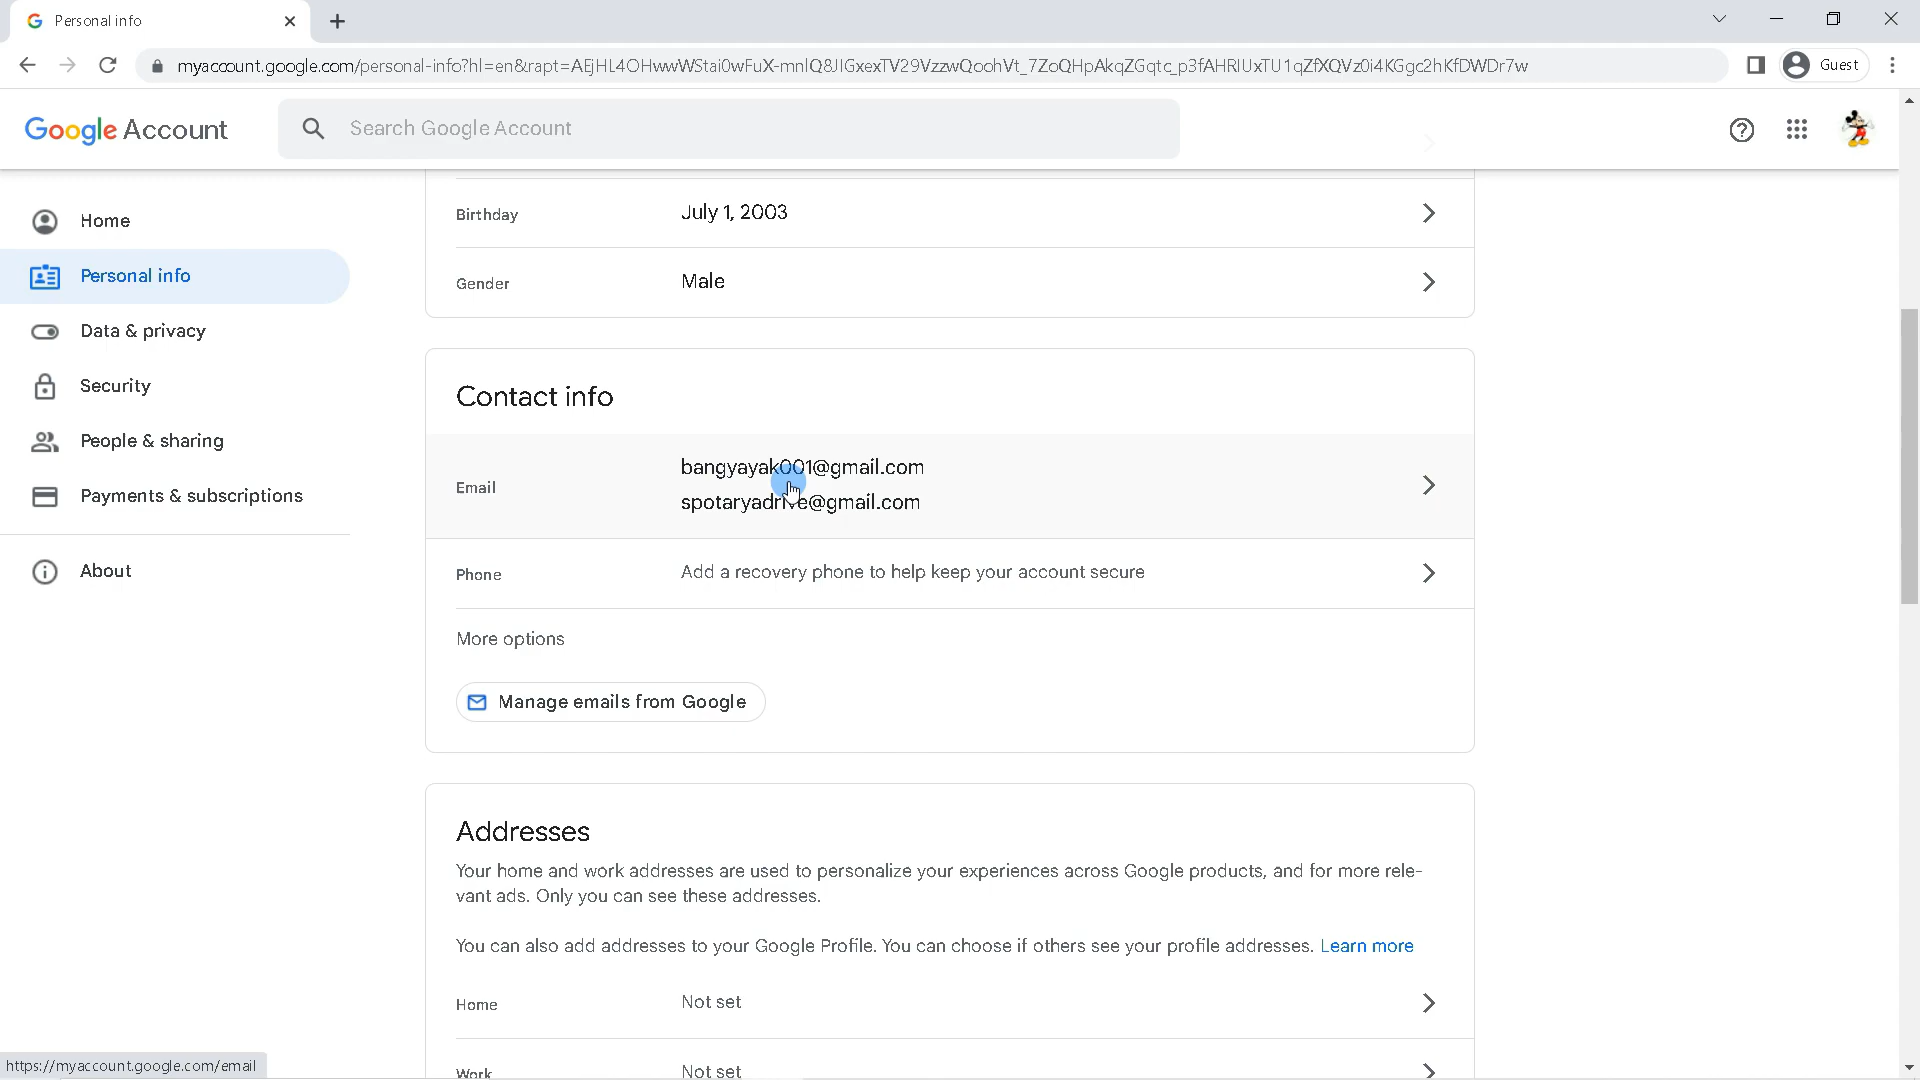 Personal info
myaccount.google.com/personal-info?hl=en&rapt=AEjHL4OHwwWStai0wFuX-mnlQ8JIGxexTV29VzzwQoohVt_7ZoQHpAkqZGqtc_p3fAHRIUxTU1qZfXQVz0i4KGgc2hKfDWDr7w
Guest
Google Account
Search Google Account
Home
Personal info
Data & privacy
Security
People & sharing
Payments & subscriptions
About
Birthday
July 1, 2003
Gender
Male
Contact info
Email
bangyayak001@gmail.com
spotaryadrive@gmail.com
Phone
Add a recovery phone to help keep your account secure
More options
Manage emails from Google
Addresses
Your home and work addresses are used to personalize your experiences across Google products, and for more rele-
vant ads. Only you can see these addresses.
You can also add addresses to your Google Profile. You can choose if others see your profile addresses. Learn more
Home
Not set
Work
Not set
https://myaccount.google.com/email